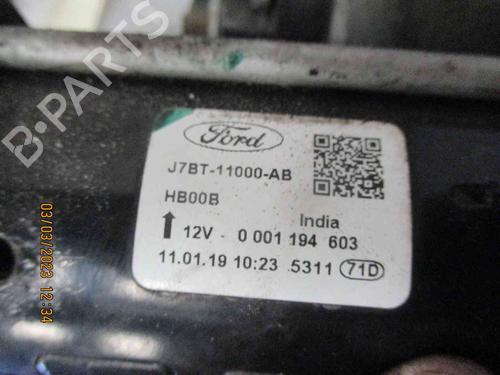 Ford
J7BT-11000-AB
HB00B
India
12V - 0 001 194 603
11.01.19 10:23 5311 71D
03/03/2023 12:34